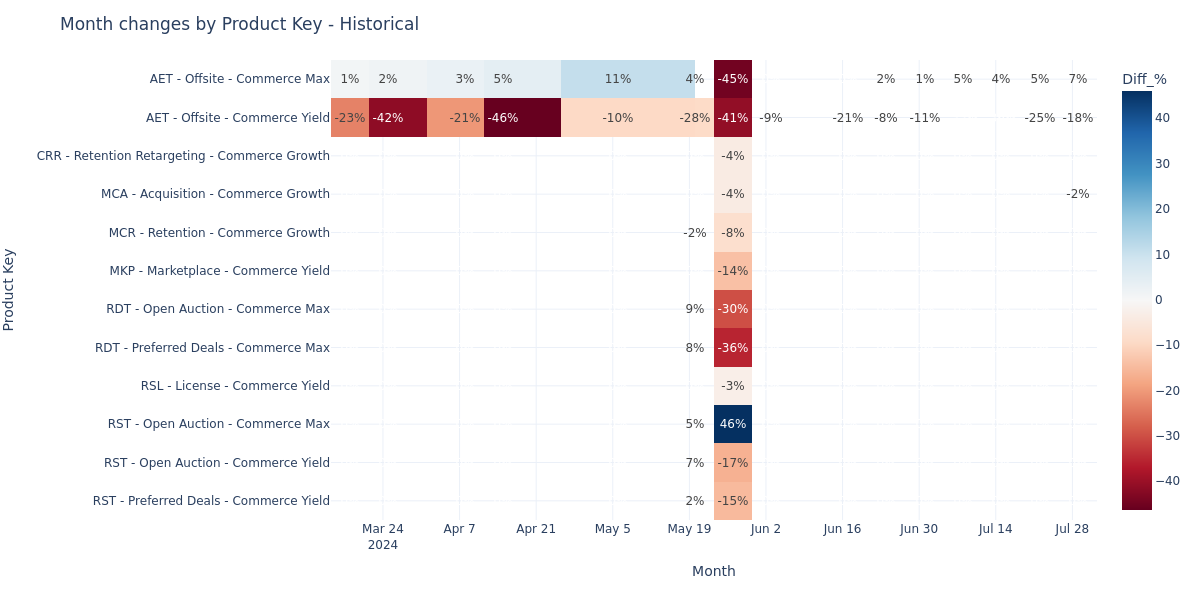 Month changes by Product Key - Historical
Diff_%
AET - Offsite - Commerce Max 1% 2% 3% 5% 11% 4% -45% 2% 1% 5% 4% 5% 7%
AET - Offsite - Commerce Yield -23% -42% -21% -46% -10% -28% -41% -9% -21% -8% -11% -25% -18%
CRR - Retention Retargeting - Commerce Growth -4%
MCA - Acquisition - Commerce Growth -4% -2%
MCR - Retention - Commerce Growth -2% -8%
MKP - Marketplace - Commerce Yield -14%
RDT - Open Auction - Commerce Max 9% -30%
RDT - Preferred Deals - Commerce Max 8% -36%
RSL - License - Commerce Yield -3%
RST - Open Auction - Commerce Max 5% 46%
RST - Open Auction - Commerce Yield 7% -17%
RST - Preferred Deals - Commerce Yield 2% -15%
Product Key
Mar 24 Apr 7 Apr 21 May 5 May 19 Jun 2 Jun 16 Jun 30 Jul 14 Jul 28
2024
Month
40
30
20
10
0
−10
−20
−30
−40